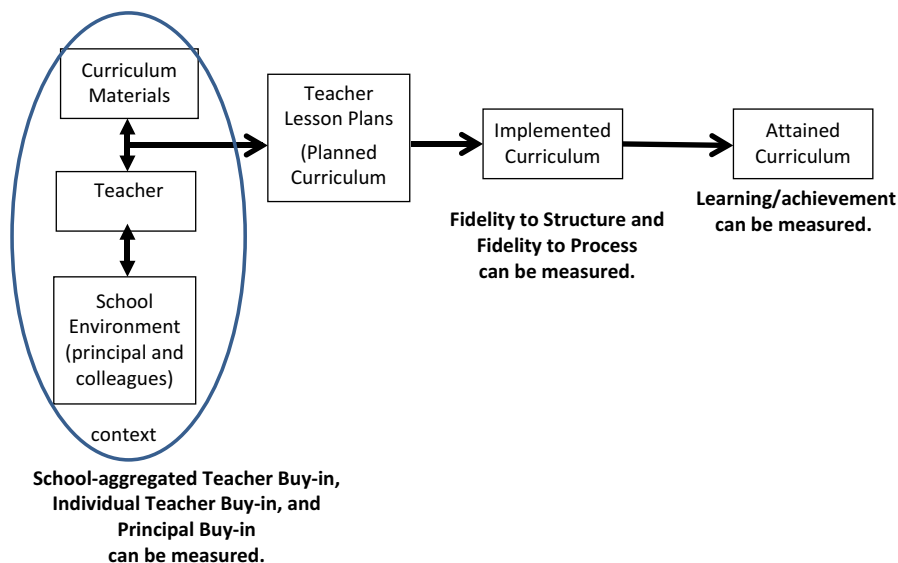 Curriculum
Materials
Teacher
School
Environment
(principal and
colleagues)
context
School-aggregated Teacher Buy-in,
Individual Teacher Buy-in, and
Principal Buy-in
can be measured.
Teacher
Lesson Plans
(Planned
Curriculum
Implemented
Curriculum
Fidelity to Structure and
Fidelity to Process
can be measured.
Attained
Curriculum
Learning/achievement
can be measured.